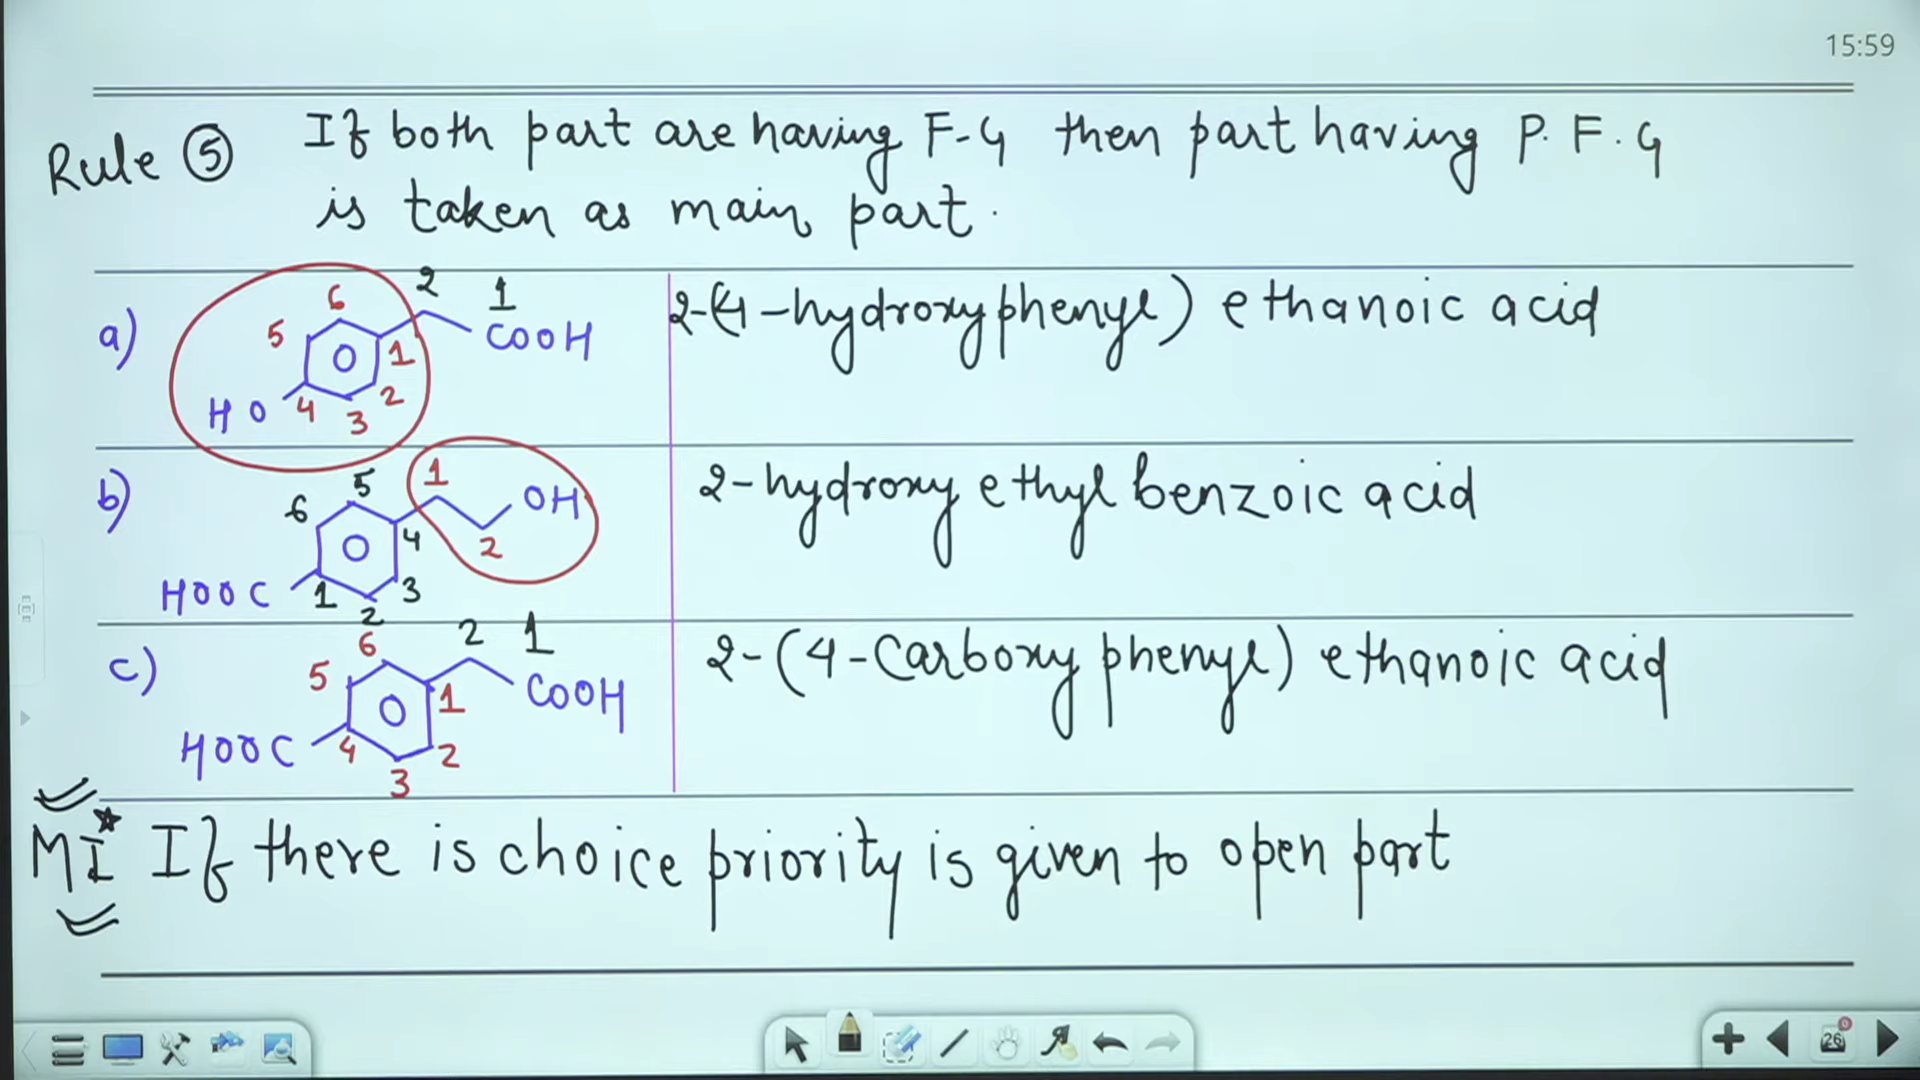 15:59
Rule ⑤ If both part are having F-G then part having P.F.G
is taken as main part.
a)
6 2 1
5 1 COOH
HO 4 3 2
2-(4-hydroxyphenyl) ethanoic acid
b)
6 5 1 OH
4 2
HOOC 1 2 3
2-hydroxy ethyl benzoic acid
c)
6 2 1
5 1 COOH
HOOC 4 3 2
2-(4-Carboxy phenyl) ethanoic acid
MI* If there is choice priority is given to open part
26
0